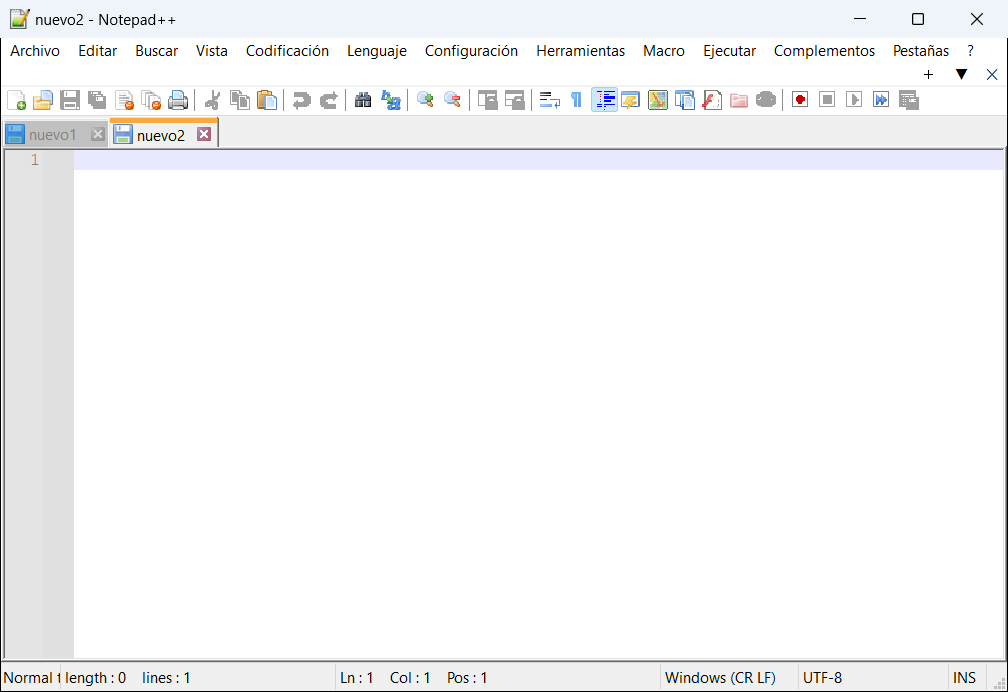 nuevo2 - Notepad++
Archivo Editar Buscar Vista Codificación Lenguaje Configuración Herramientas Macro Ejecutar Complementos Pestañas ?
nuevo1 nuevo2
1
Normal t length : 0 lines : 1 Ln : 1 Col : 1 Pos : 1 Windows (CR LF) UTF-8 INS